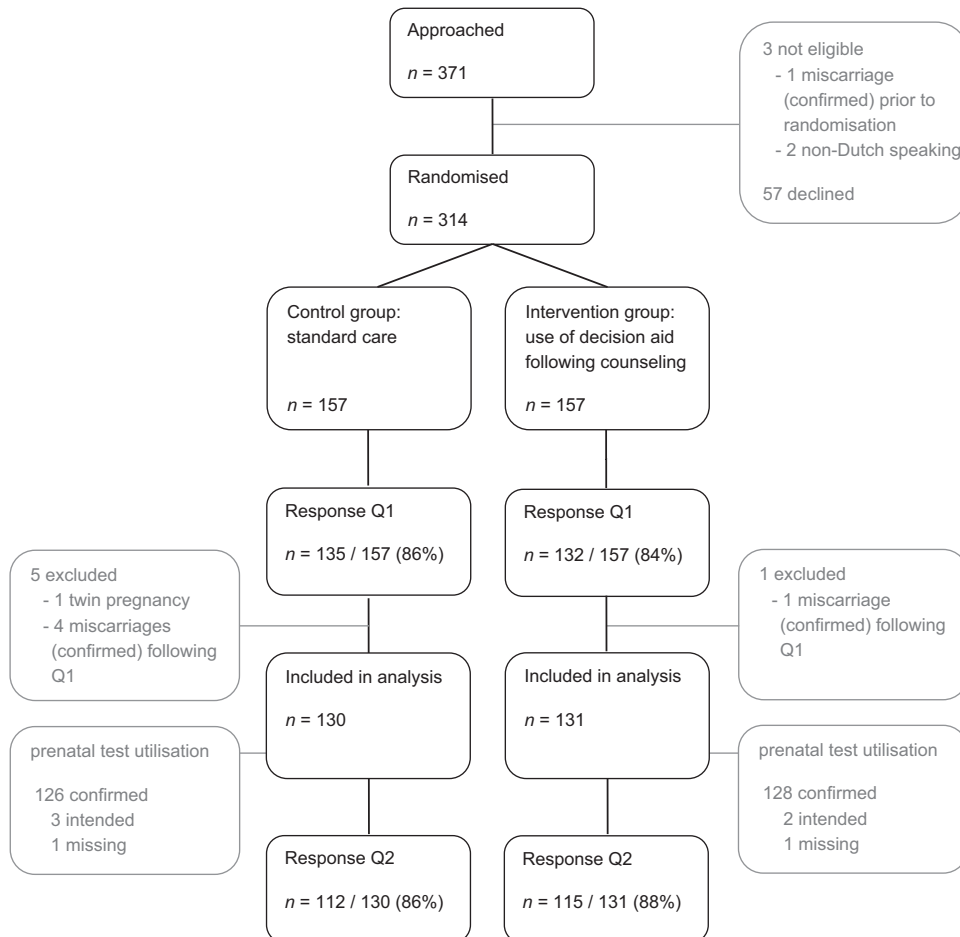 Approached
n = 371
3 not eligible
- 1 miscarriage
(confirmed) prior to
randomisation
- 2 non-Dutch speaking
57 declined
Randomised
n = 314
Control group:
standard care
n = 157
Intervention group:
use of decision aid
following counseling
n = 157
Response Q1
n = 135 / 157 (86%)
Response Q1
n = 132 / 157 (84%)
5 excluded
- 1 twin pregnancy
- 4 miscarriages
(confirmed) following
Q1
1 excluded
- 1 miscarriage
(confirmed) following
Q1
Included in analysis
n = 130
Included in analysis
n = 131
prenatal test utilisation
126 confirmed
3 intended
1 missing
prenatal test utilisation
128 confirmed
2 intended
1 missing
Response Q2
n = 112 / 130 (86%)
Response Q2
n = 115 / 131 (88%)